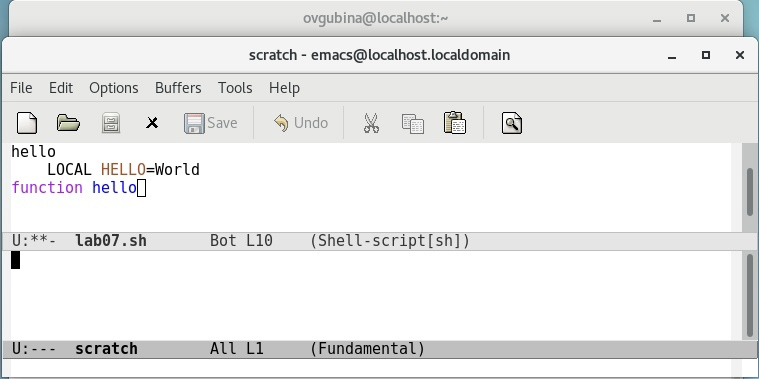 ovgubina@localhost:~
scratch - emacs@localhost.localdomain
File Edit Options Buffers Tools Help
Save Undo
hello
    LOCAL HELLO=World
function hello
U:**-  lab07.sh       Bot L10    (Shell-script[sh])
U:---  scratch        All L1     (Fundamental)